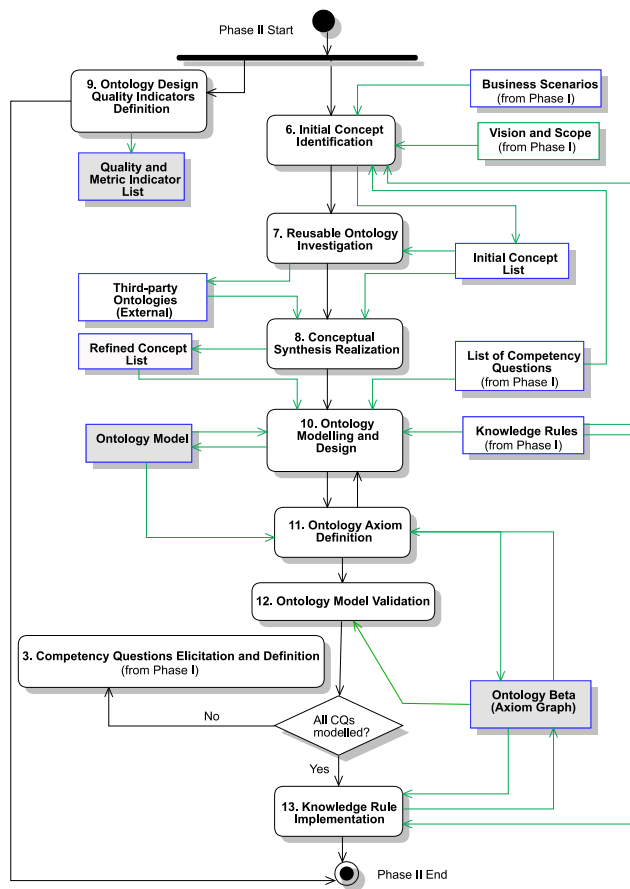 Phase II Start
9. Ontology Design
Quality Indicators
Definition
Business Scenarios
(from Phase I)
6. Initial Concept
Identification
Vision and Scope
(from Phase I)
Quality and
Metric Indicator
List
7. Reusable Ontology
Investigation
Initial Concept
List
Third-party
Ontologies
(External)
8. Conceptual
Synthesis Realization
Refined Concept
List
List of Competency
Questions
(from Phase I)
10. Ontology
Modelling and
Design
Ontology Model
Knowledge Rules
(from Phase I)
11. Ontology Axiom
Definition
12. Ontology Model Validation
3. Competency Questions Elicitation and Definition
(from Phase I)
Ontology Beta
(Axiom Graph)
No
All CQs
modelled?
Yes
13. Knowledge Rule
Implementation
Phase II End